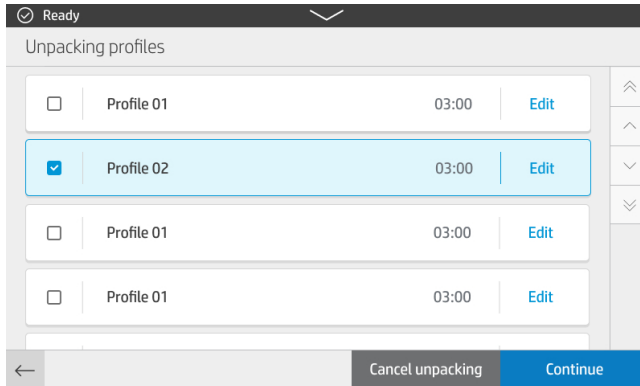 Ready
Unpacking profiles
Profile 01 03:00 Edit
Profile 02 03:00 Edit
Profile 01 03:00 Edit
Profile 01 03:00 Edit
Cancel unpacking Continue